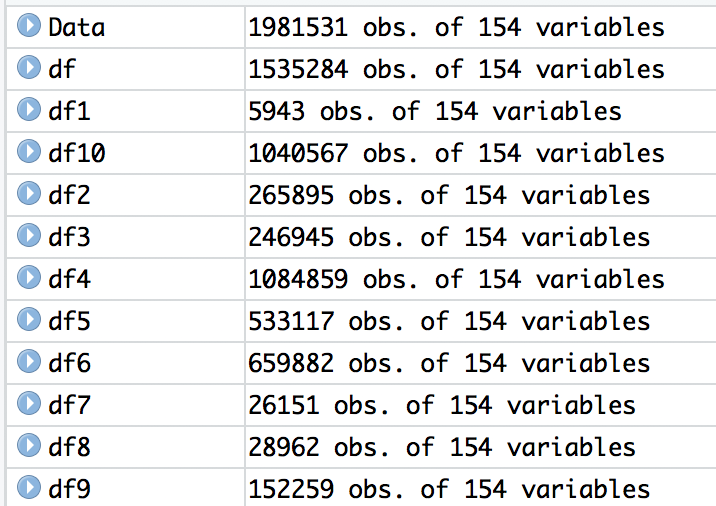 Data 1981531 obs. of 154 variables
df 1535284 obs. of 154 variables
df1 5943 obs. of 154 variables
df10 1040567 obs. of 154 variables
df2 265895 obs. of 154 variables
df3 246945 obs. of 154 variables
df4 1084859 obs. of 154 variables
df5 533117 obs. of 154 variables
df6 659882 obs. of 154 variables
df7 26151 obs. of 154 variables
df8 28962 obs. of 154 variables
df9 152259 obs. of 154 variables